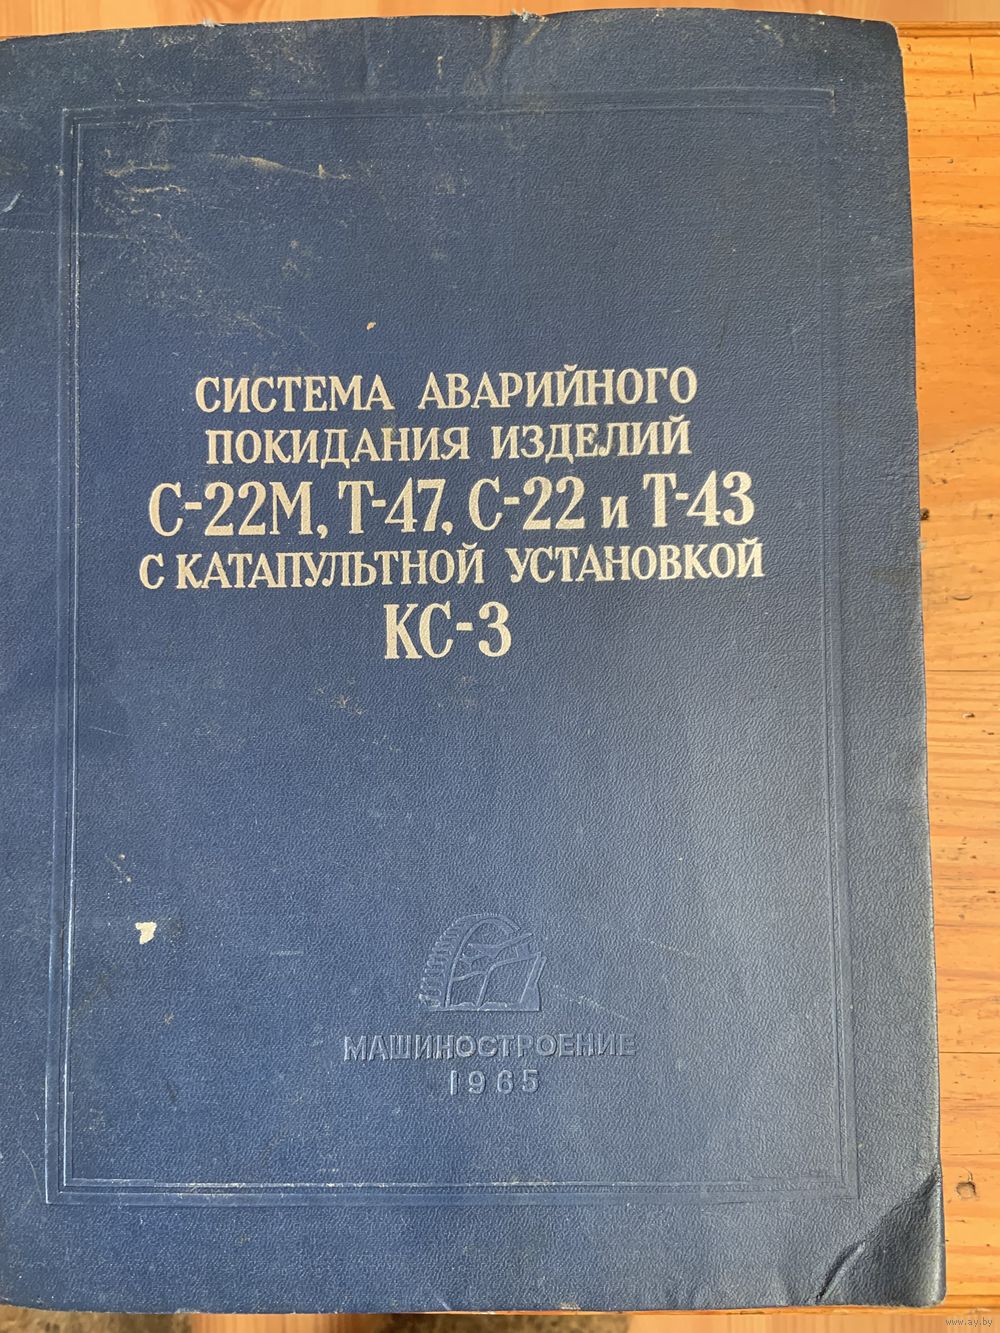 СИСТЕМА АВАРИЙНОГО
ПОКИДАНИЯ ИЗДЕЛИЙ
С-22М, Т-47, С-22 и Т-43
С КАТАПУЛЬТНОЙ УСТАНОВКОЙ
КС-3
МАШИНОСТРОЕНИЕ
1965
www.ay.by